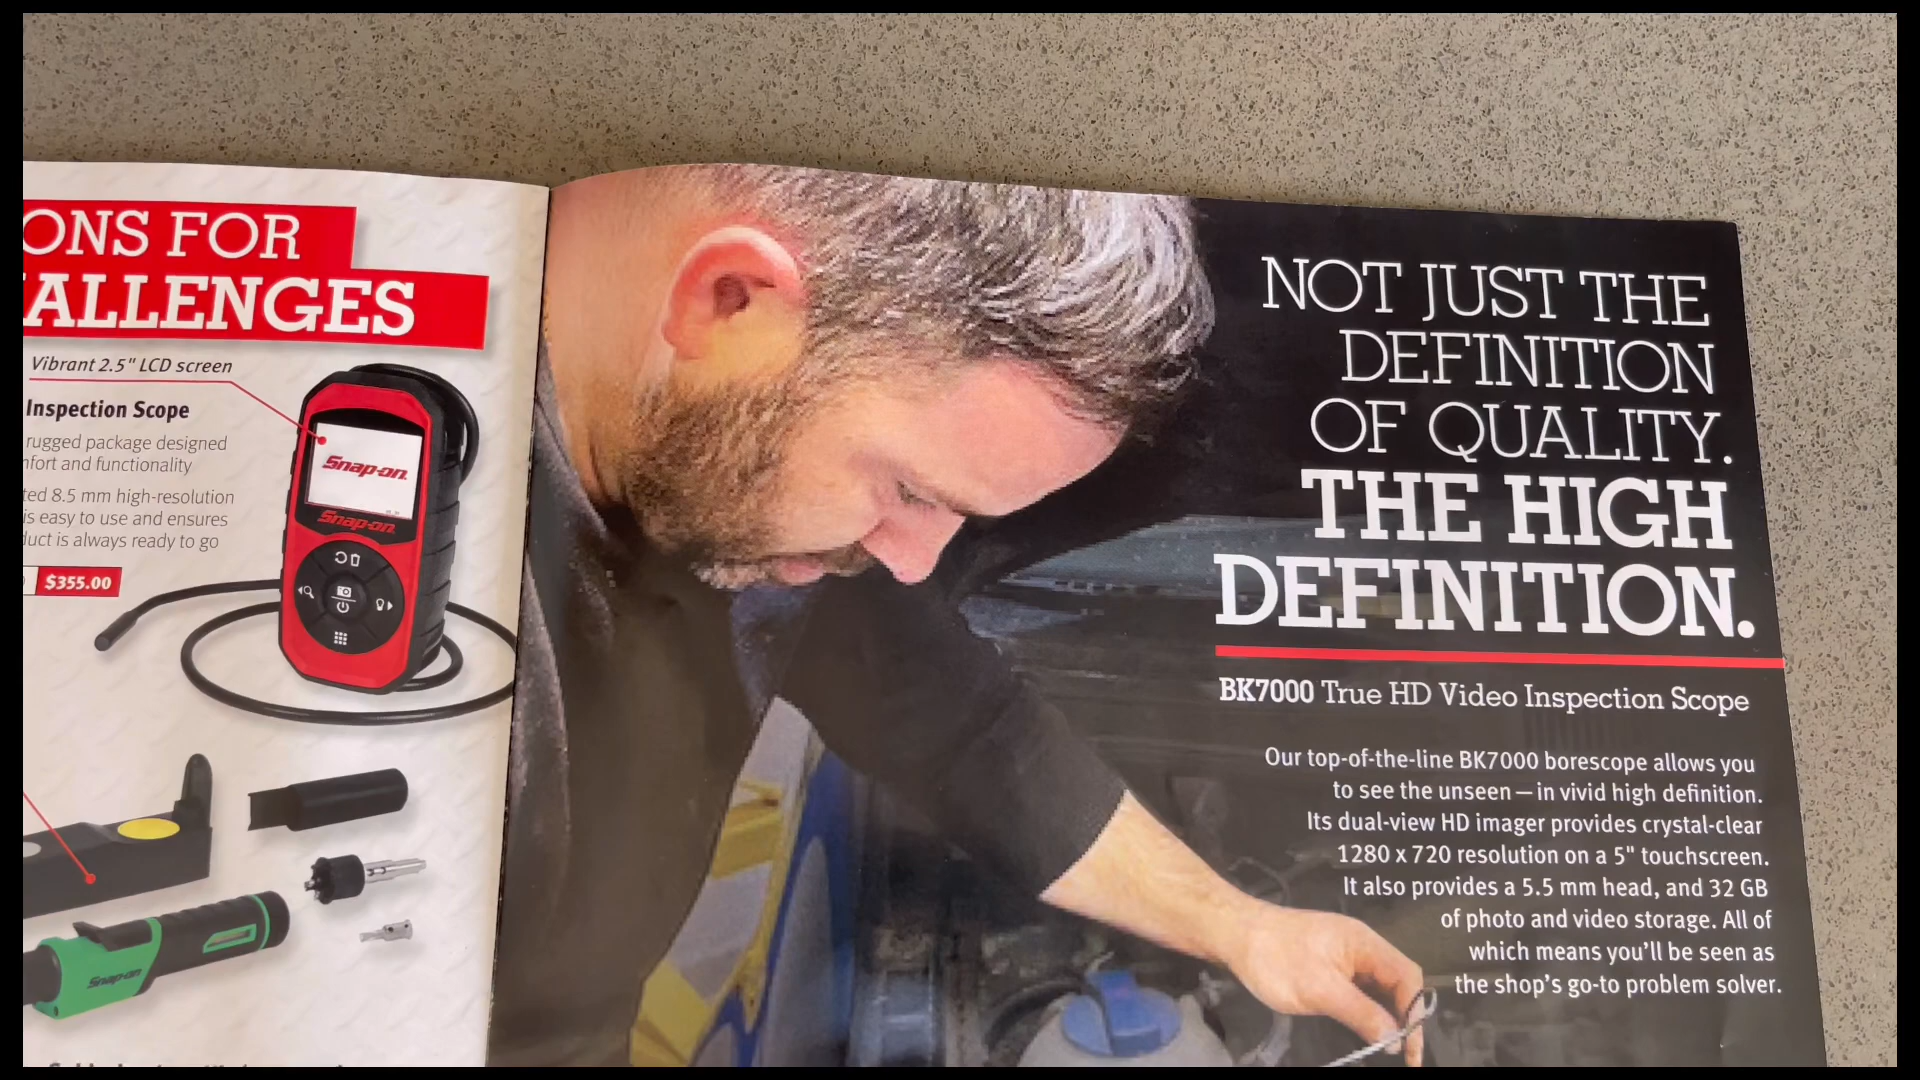 ONS FOR
ALLENGES
Vibrant 2.5" LCD screen
Inspection Scope
rugged package designed
fort and functionality
ted 8.5 mm high-resolution
is easy to use and ensures
duct is always ready to go
$355.00
Snap-on
Snap-on
Snap-on
NOT JUST THE
DEFINITION
OF QUALITY.
THE HIGH
DEFINITION.
BK7000 True HD Video Inspection Scope
Our top-of-the-line BK7000 borescope allows you
to see the unseen — in vivid high definition.
Its dual-view HD imager provides crystal-clear
1280 x 720 resolution on a 5" touchscreen.
It also provides a 5.5 mm head, and 32 GB
of photo and video storage. All of
which means you'll be seen as
the shop's go-to problem solver.